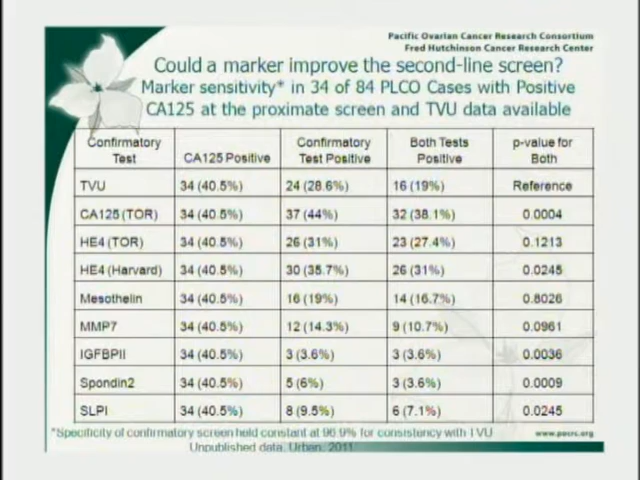 Pacific Ovarian Cancer Research Consortium
Fred Hutchinson Cancer Research Center
Could a marker improve the second-line screen?
Marker sensitivity* in 34 of 84 PLCO Cases with Positive
CA125 at the proximate screen and TVU data available
Confirmatory Test CA125 Positive Confirmatory Test Positive Both Tests Positive p-value for Both
TVU 34 (40.5%) 24 (28.6%) 16 (19%) Reference
CA125 (TOR) 34 (40.5%) 37 (44%) 32 (38.1%) 0.0004
HE4 (TOR) 34 (40.5%) 26 (31%) 23 (27.4%) 0.1213
HE4 (Harvard) 34 (40.5%) 30 (35.7%) 26 (31%) 0.0245
Mesothelin 34 (40.5%) 16 (19%) 14 (16.7%) 0.8026
MMP7 34 (40.5%) 12 (14.3%) 9 (10.7%) 0.0961
IGFBPII 34 (40.5%) 3 (3.6%) 3 (3.6%) 0.0036
Spondin2 34 (40.5%) 5 (6%) 3 (3.6%) 0.0009
SLPI 34 (40.5%) 8 (9.5%) 6 (7.1%) 0.0245
*Specificity of confirmatory screen held constant at 96.9% for consistency with TVU
www.pocrc.org
Unpublished data, Urban, 2011